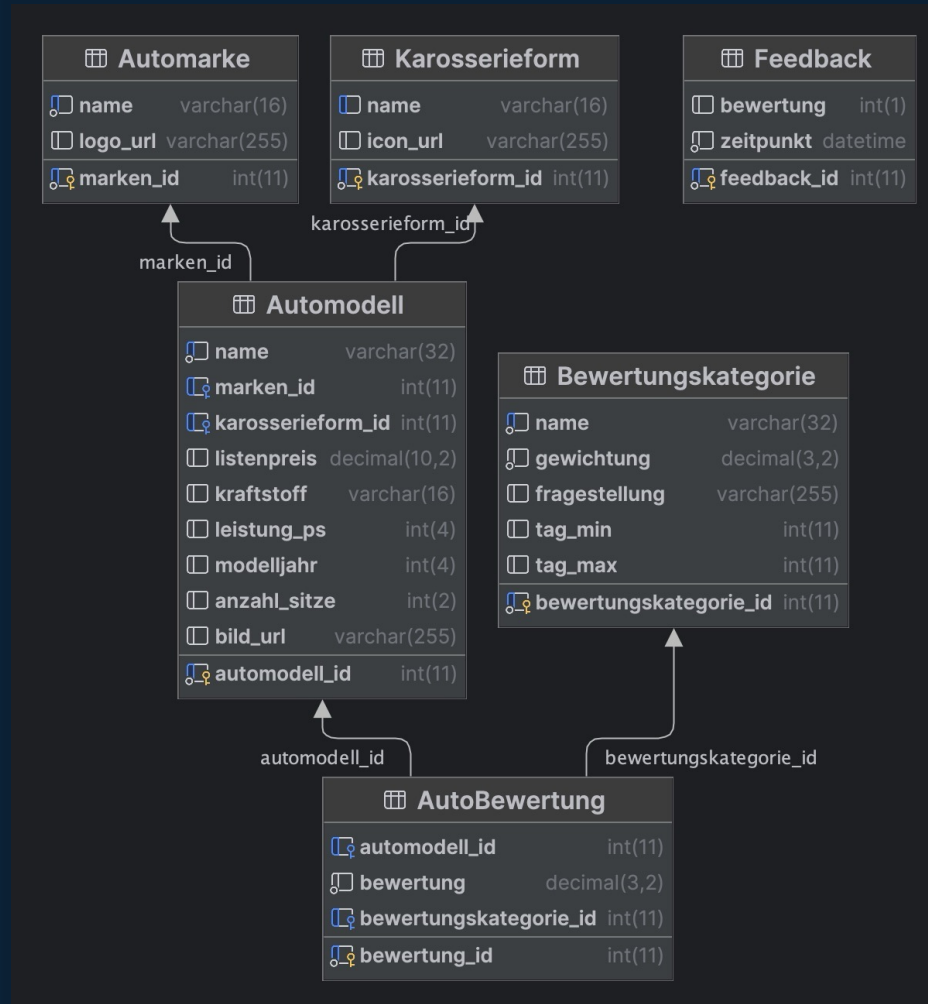 Automarke
name varchar(16)
logo_url varchar(255)
marken_id int(11)
Karosserieform
name varchar(16)
icon_url varchar(255)
karosserieform_id int(11)
Feedback
bewertung int(1)
zeitpunkt datetime
feedback_id int(11)
marken_id
karosserieform_id
Automodell
name varchar(32)
marken_id int(11)
karosserieform_id int(11)
listenpreis decimal(10,2)
kraftstoff varchar(16)
leistung_ps int(4)
modelljahr int(4)
anzahl_sitze int(2)
bild_url varchar(255)
automodell_id int(11)
Bewertungskategorie
name varchar(32)
gewichtung decimal(3,2)
fragestellung varchar(255)
tag_min int(11)
tag_max int(11)
bewertungskategorie_id int(11)
automodell_id
bewertungskategorie_id
AutoBewertung
automodell_id int(11)
bewertung decimal(3,2)
bewertungskategorie_id int(11)
bewertung_id int(11)